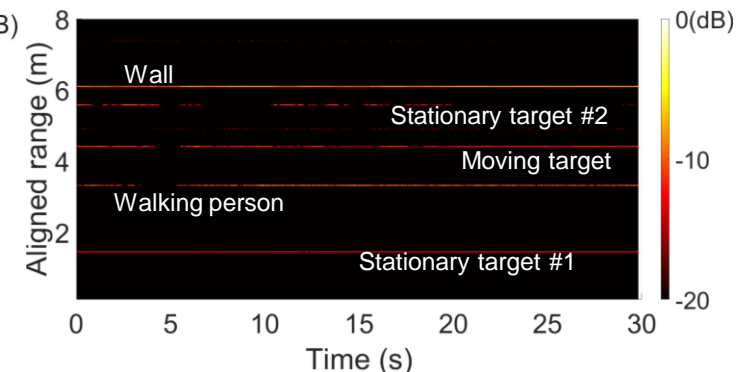 B)
8
0(dB)
Wall
6
Stationary target #2
4
Moving target
-10
Walking person
2
Stationary target #1
-20
0 5 10 15 20 25 30
Time (s)
Aligned range (m)